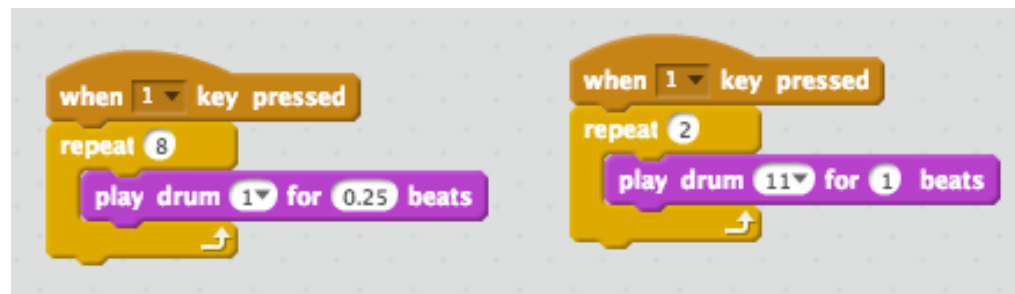 when 1 key pressed
repeat 8
play drum 1 for 0.25 beats
when 1 key pressed
repeat 2
play drum 11 for 1 beats